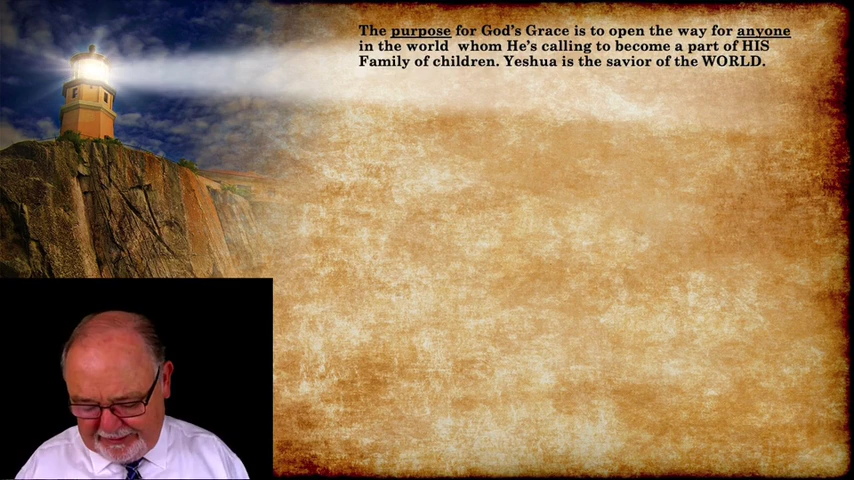 The purpose for God's Grace is to open the way for anyone
in the world whom He's calling to become a part of HIS
Family of children. Yeshua is the savior of the WORLD.